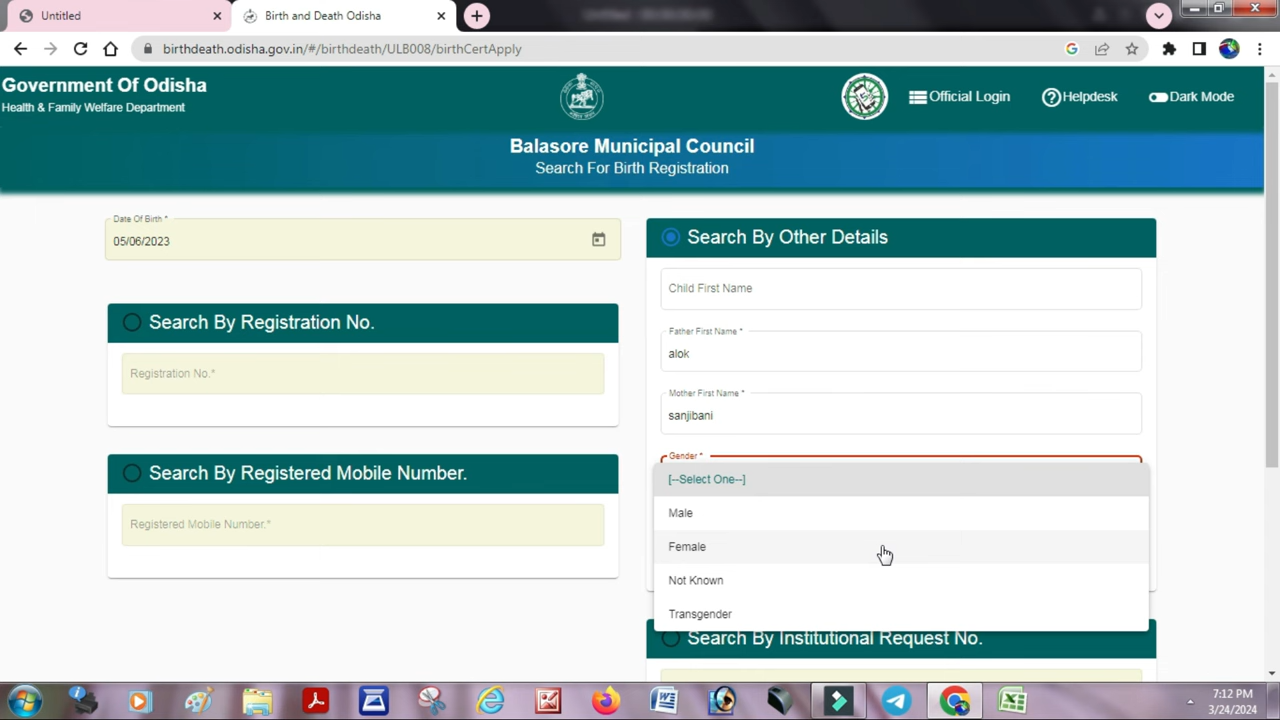 Untitled
Birth and Death Odisha
birthdeath.odisha.gov.in/#/birthdeath/ULB008/birthCertApply
Government Of Odisha
Health & Family Welfare Department
Official Login
Helpdesk
Dark Mode
Balasore Municipal Council
Search For Birth Registration
Date Of Birth *
05/06/2023
Search By Registration No.
Registration No.*
Search By Registered Mobile Number.
Registered Mobile Number.*
Search By Other Details
Child First Name
Father First Name *
alok
Mother First Name *
sanjibani
Gender *
[--Select One--]
Male
Female
Not Known
Transgender
Search By Institutional Request No.
7:12 PM
3/24/2024